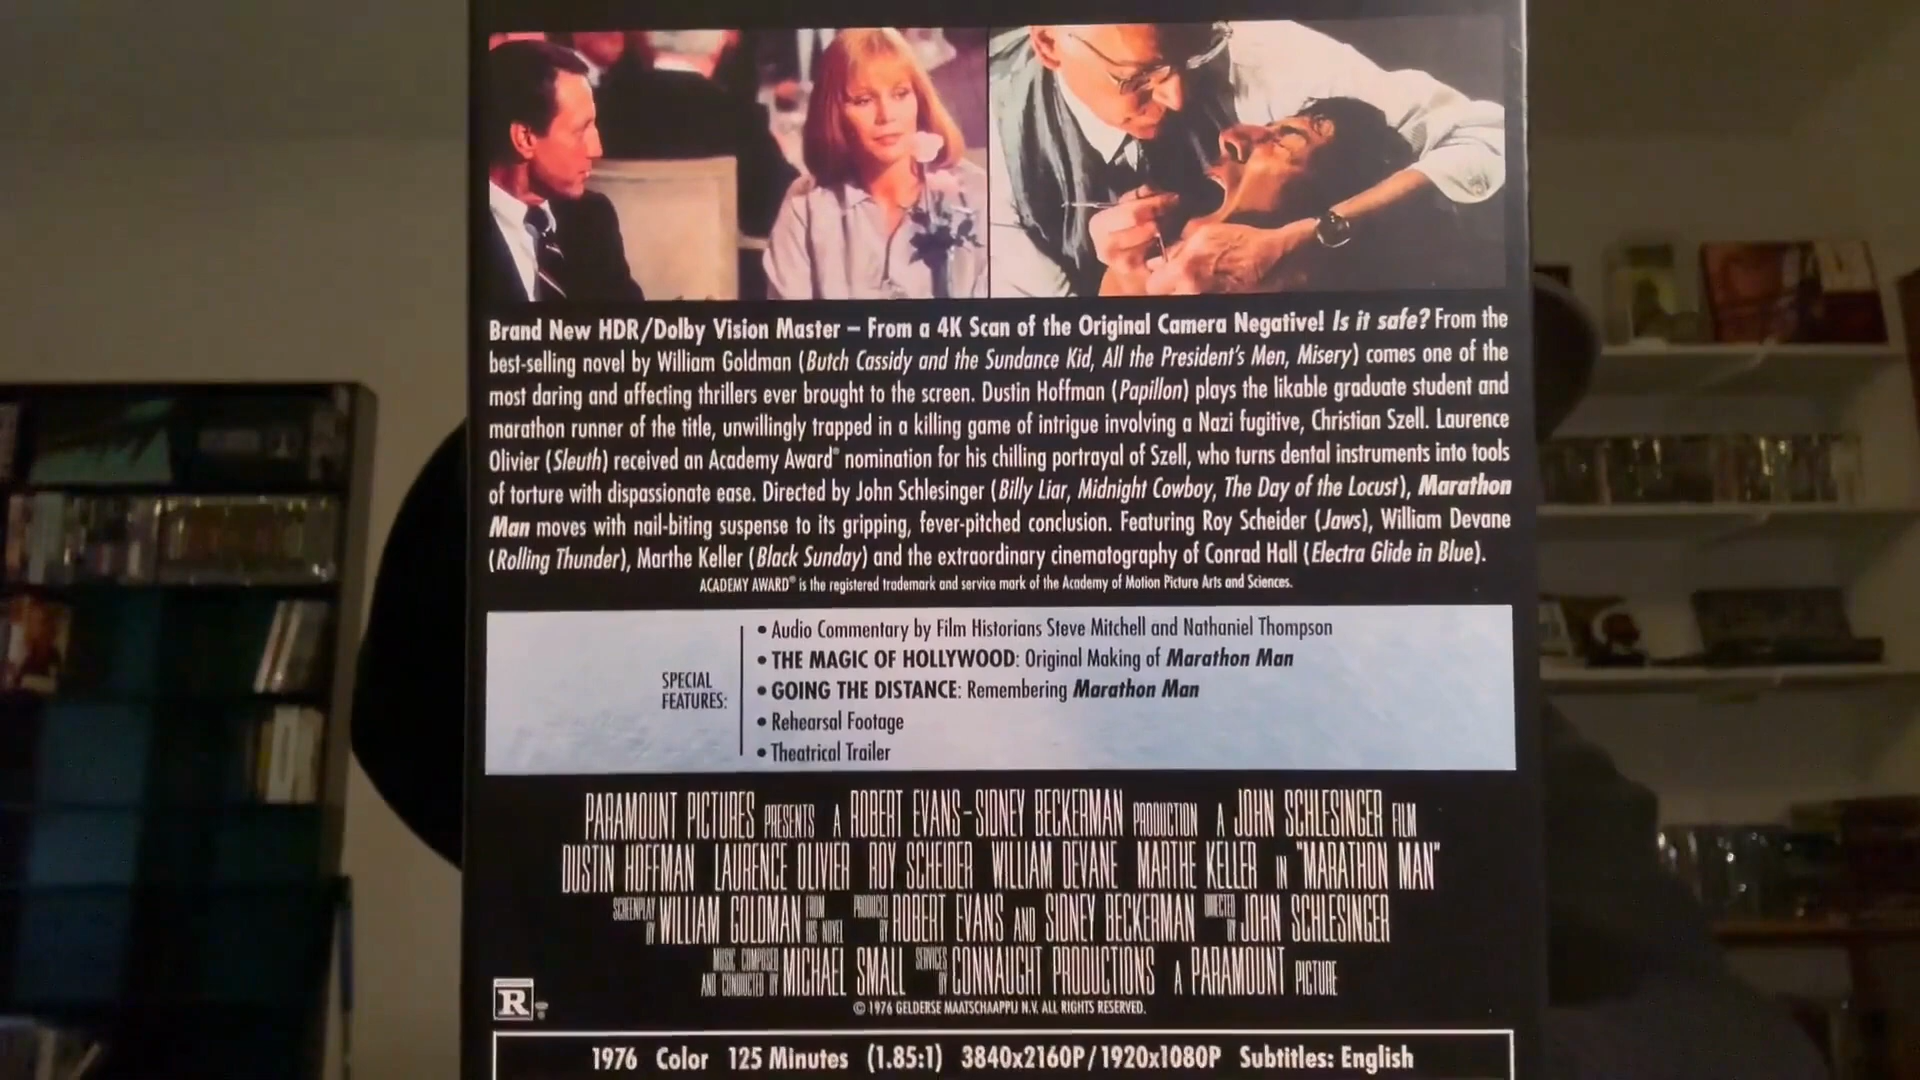 Brand New HDR/Dolby Vision Master – From a 4K Scan of the Original Camera Negative! Is it safe? From the
best-selling novel by William Goldman (Butch Cassidy and the Sundance Kid, All the President's Men, Misery) comes one of the
most daring and affecting thrillers ever brought to the screen. Dustin Hoffman (Papillon) plays the likable graduate student and
marathon runner of the title, unwillingly trapped in a killing game of intrigue involving a Nazi fugitive, Christian Szell. Laurence
Olivier (Sleuth) received an Academy Award® nomination for his chilling portrayal of Szell, who turns dental instruments into tools
of torture with dispassionate ease. Directed by John Schlesinger (Billy Liar, Midnight Cowboy, The Day of the Locust), Marathon
Man moves with nail-biting suspense to its gripping, fever-pitched conclusion. Featuring Roy Scheider (Jaws), William Devane
(Rolling Thunder), Marthe Keller (Black Sunday) and the extraordinary cinematography of Conrad Hall (Electra Glide in Blue).
ACADEMY AWARD® is the registered trademark and service mark of the Academy of Motion Picture Arts and Sciences.
SPECIAL
FEATURES:
• Audio Commentary by Film Historians Steve Mitchell and Nathaniel Thompson
• THE MAGIC OF HOLLYWOOD: Original Making of Marathon Man
• GOING THE DISTANCE: Remembering Marathon Man
• Rehearsal Footage
• Theatrical Trailer
PARAMOUNT PICTURES PRESENTS A ROBERT EVANS-SIDNEY BECKERMAN PRODUCTION A JOHN SCHLESINGER FILM
DUSTIN HOFFMAN LAURENCE OLIVIER ROY SCHEIDER WILLIAM DEVANE MARTHE KELLER IN "MARATHON MAN"
SCREENPLAY BY WILLIAM GOLDMAN FROM HIS NOVEL PRODUCED BY ROBERT EVANS AND SIDNEY BECKERMAN DIRECTED BY JOHN SCHLESINGER
MUSIC COMPOSED AND CONDUCTED BY MICHAEL SMALL SERVICES BY CONNAUGHT PRODUCTIONS A PARAMOUNT PICTURE
R
© 1976 GELDERSE MAATSCHAAPPIJ N.V. ALL RIGHTS RESERVED.
1976 Color 125 Minutes (1.85:1) 3840x2160P/1920x1080P Subtitles: English